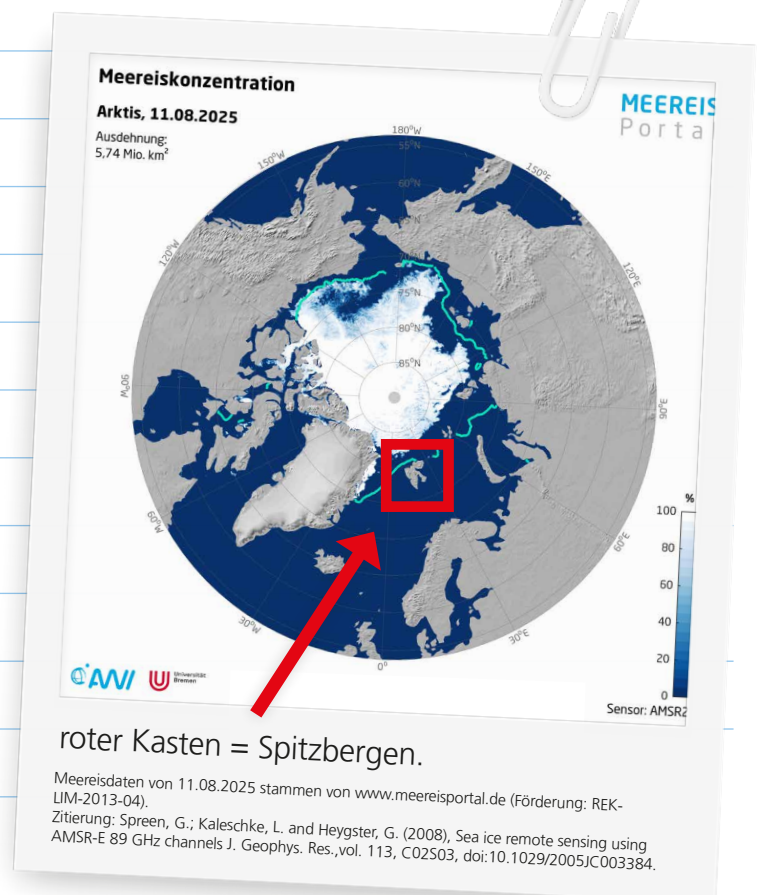 Meereiskonzentration
Arktis, 11.08.2025
Ausdehnung:
5,74 Mio. km²
MEEREIS
Porta
180°W
55°N
150°W
150°E
60°N
120°W
120°E
75°N
80°N
85°N
90°W
90°E
%
100
80
60
40
20
0
60°W
60°E
30°W
30°E
0°
Sensor: AMSR2
AWI
Universität
Bremen
roter Kasten = Spitzbergen.
Meereisdaten von 11.08.2025 stammen von www.meereisportal.de (Förderung: REK-
LIM-2013-04).
Zitierung: Spreen, G.; Kaleschke, L. and Heygster, G. (2008), Sea ice remote sensing using
AMSR-E 89 GHz channels J. Geophys. Res.,vol. 113, C02S03, doi:10.1029/2005JC003384.